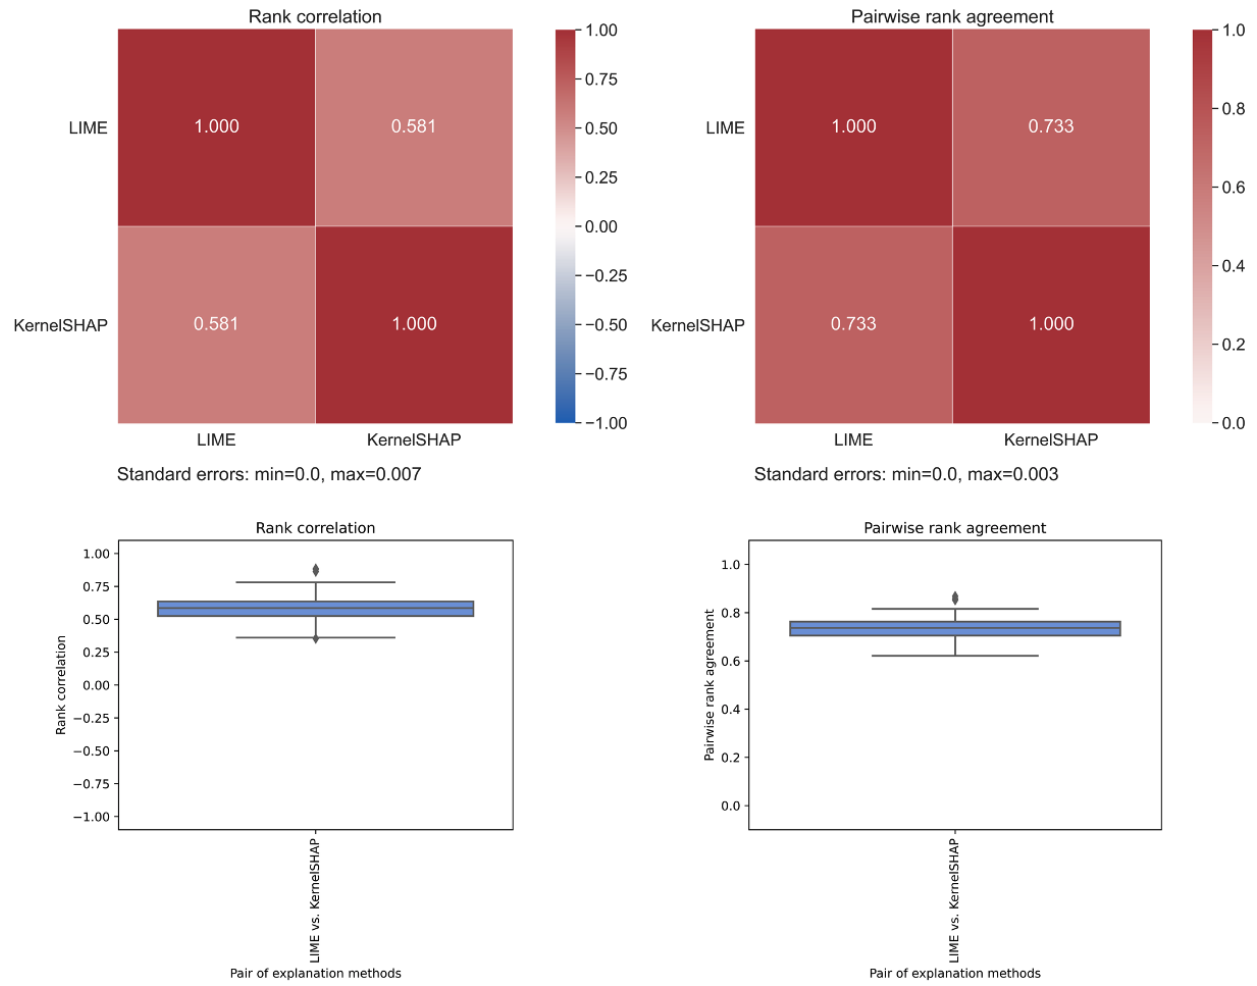 Rank correlation
1.00
LIME
1.000
0.581
0.75
0.50
0.25
0.00
−0.25
KernelSHAP
0.581
1.000
−0.50
−0.75
−1.00
LIME
KernelSHAP
Standard errors: min=0.0, max=0.007
Pairwise rank agreement
1.0
LIME
1.000
0.733
0.8
0.6
0.4
KernelSHAP
0.733
1.000
0.2
0.0
LIME
KernelSHAP
Standard errors: min=0.0, max=0.003
Rank correlation
1.00
0.75
0.50
0.25
0.00
−0.25
−0.50
−0.75
−1.00
Rank correlation
LIME vs. KernelSHAP
Pair of explanation methods
Pairwise rank agreement
1.0
0.8
0.6
0.4
0.2
0.0
Pairwise rank agreement
LIME vs. KernelSHAP
Pair of explanation methods